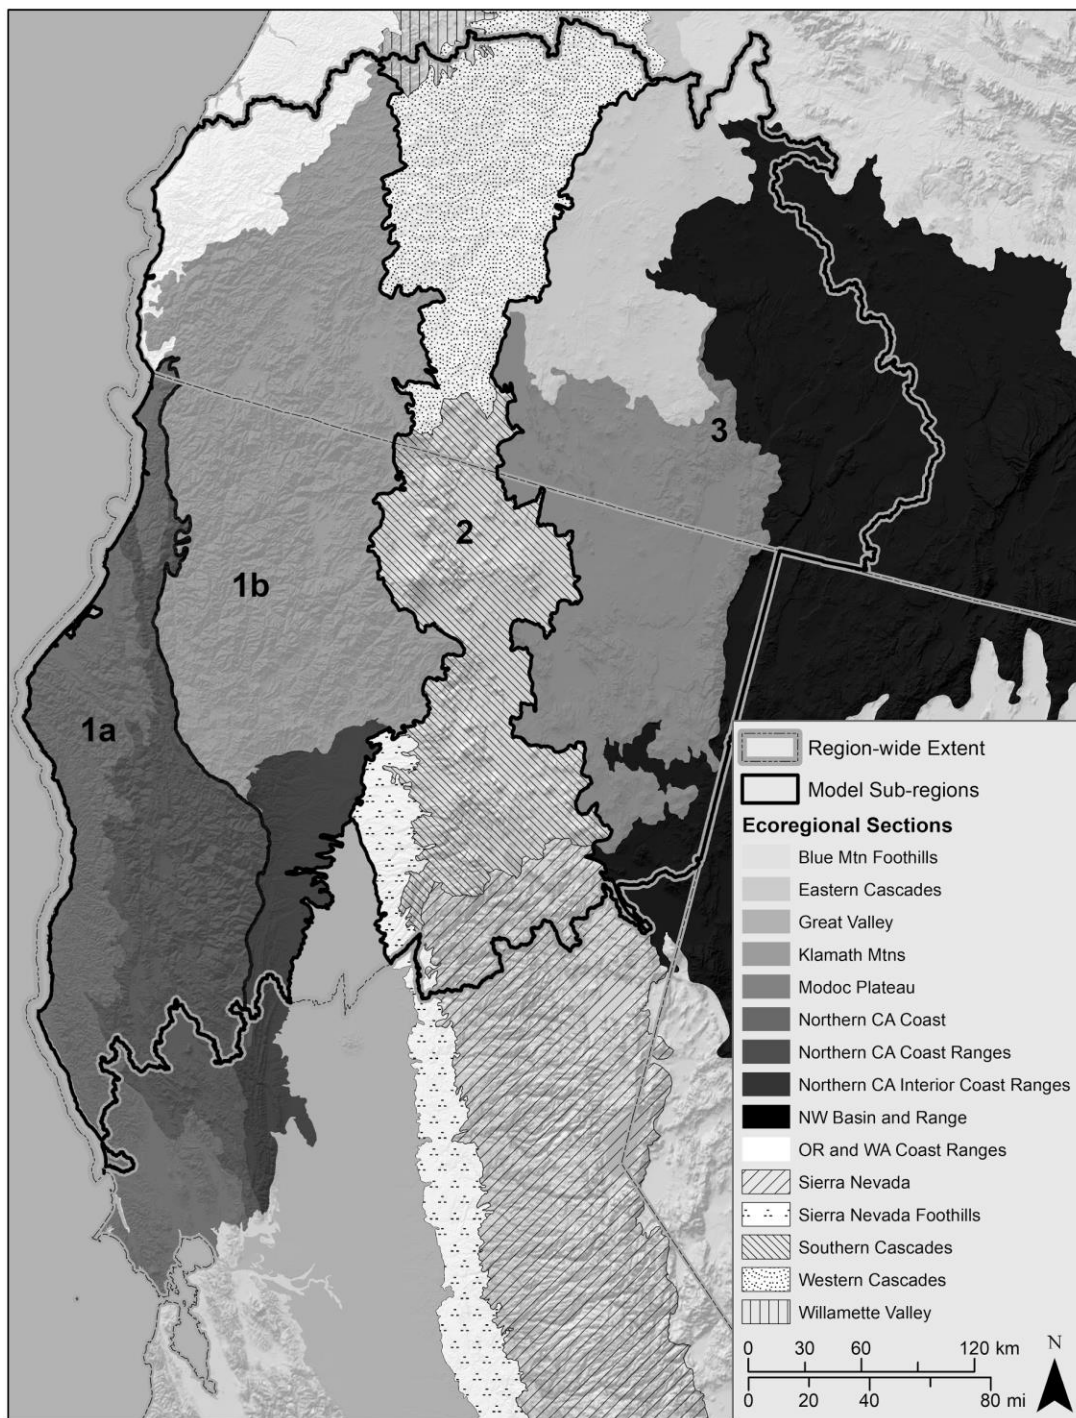 3
2
1b
1a
Region-wide Extent
Model Sub-regions
Ecoregional Sections
Blue Mtn Foothills
Eastern Cascades
Great Valley
Klamath Mtns
Modoc Plateau
Northern CA Coast
Northern CA Coast Ranges
Northern CA Interior Coast Ranges
NW Basin and Range
OR and WA Coast Ranges
Sierra Nevada
Sierra Nevada Foothills
Southern Cascades
Western Cascades
Willamette Valley
0 30 60 120 km
0 20 40 80 mi
N